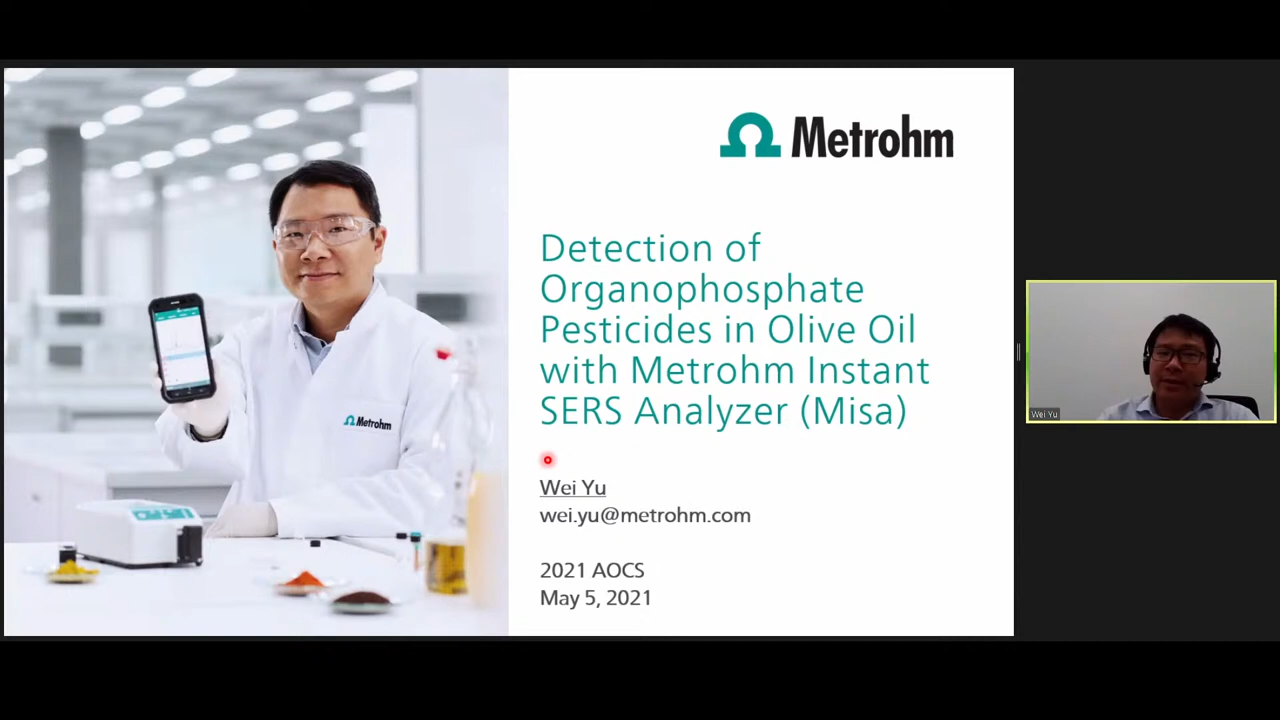 Metrohm
Detection of
Organophosphate
Pesticides in Olive Oil
with Metrohm Instant
SERS Analyzer (Misa)
Wei Yu
wei.yu@metrohm.com
2021 AOCS
May 5, 2021
Metrohm
Wei Yu